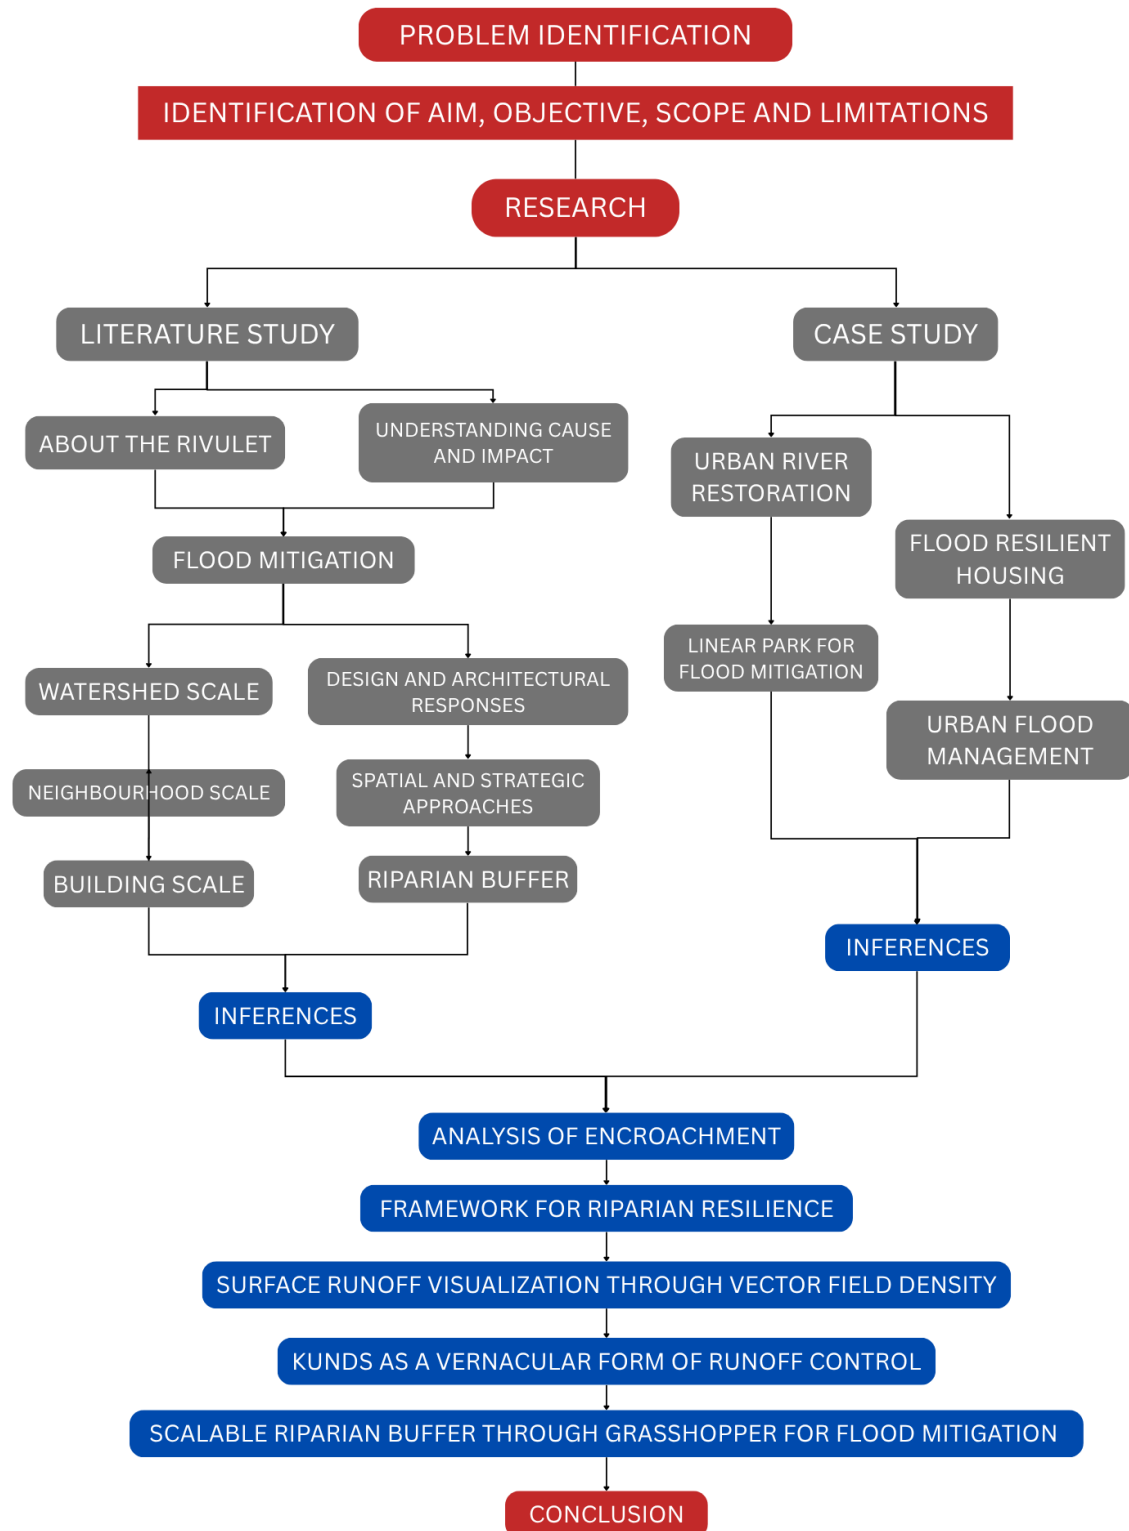 PROBLEM IDENTIFICATION
IDENTIFICATION OF AIM, OBJECTIVE, SCOPE AND LIMITATIONS
RESEARCH
LITERATURE STUDY
CASE STUDY
ABOUT THE RIVULET
UNDERSTANDING CAUSE
AND IMPACT
URBAN RIVER
RESTORATION
FLOOD RESILIENT
HOUSING
FLOOD MITIGATION
LINEAR PARK FOR
FLOOD MITIGATION
WATERSHED SCALE
DESIGN AND ARCHITECTURAL
RESPONSES
URBAN FLOOD
MANAGEMENT
NEIGHBOURHOOD SCALE
SPATIAL AND STRATEGIC
APPROACHES
BUILDING SCALE
RIPARIAN BUFFER
INFERENCES
INFERENCES
ANALYSIS OF ENCROACHMENT
FRAMEWORK FOR RIPARIAN RESILIENCE
SURFACE RUNOFF VISUALIZATION THROUGH VECTOR FIELD DENSITY
KUNDS AS A VERNACULAR FORM OF RUNOFF CONTROL
SCALABLE RIPARIAN BUFFER THROUGH GRASSHOPPER FOR FLOOD MITIGATION
CONCLUSION